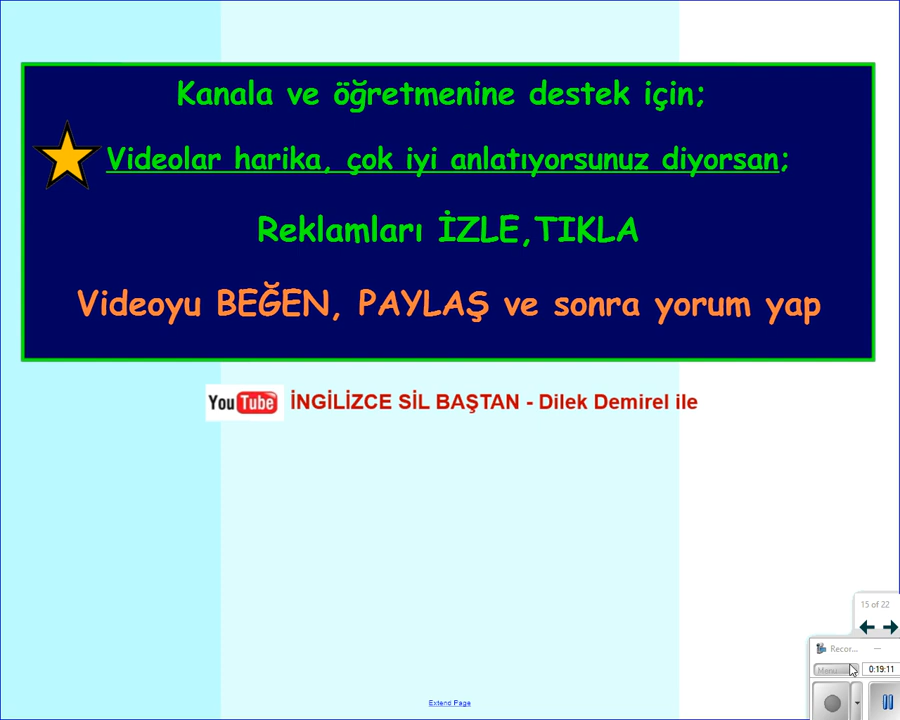 Kanala ve öğretmenine destek için;
Videolar harika, çok iyi anlatıyorsunuz diyorsan;
Reklamları İZLE,TIKLA
Videoyu BEĞEN, PAYLAŞ ve sonra yorum yap
YouTube İNGİLİZCE SİL BAŞTAN - Dilek Demirel ile
15 of 22
Recor...
Menu
0:19:11
Extend Page